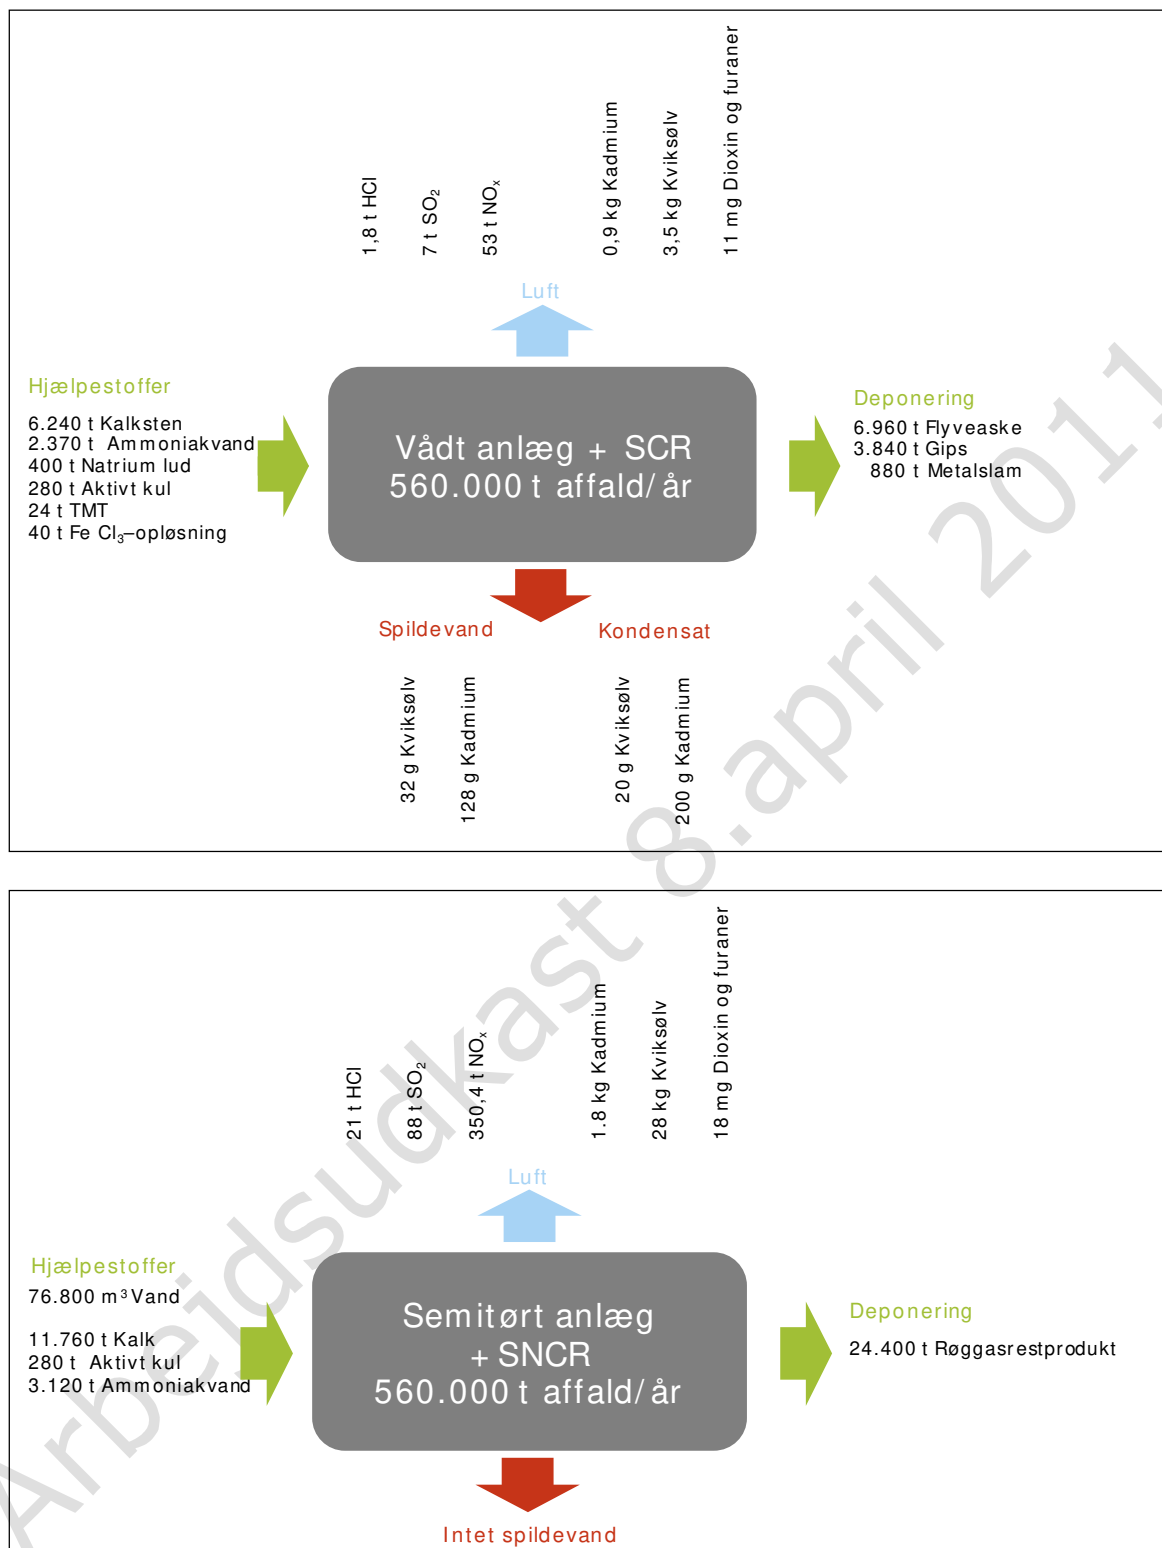 1,8 t HCl
7 t SO₂
53 t NOₓ
0,9 kg Kadmium
3,5 kg Kviksølv
11 mg Dioxin og furaner
Luft
Hjælpestoffer
6.240 t Kalksten
2.370 t Ammoniakvand
400 t Natrium lud
280 t Aktivt kul
24 t TMT
40 t Fe Cl₃–opløsning
Vådt anlæg + SCR
560.000 t affald/år
Deponering
6.960 t Flyveaske
3.840 t Gips
880 t Metalslam
Spildevand
Kondensat
32 g Kviksølv
128 g Kadmium
20 g Kviksølv
200 g Kadmium
21 t HCl
88 t SO₂
350,4 t NOₓ
1.8 kg Kadmium
28 kg Kviksølv
18 mg Dioxin og furaner
Luft
Hjælpestoffer
76.800 m³ Vand
11.760 t Kalk
280 t Aktivt kul
3.120 t Ammoniakvand
Semitørt anlæg
+ SNCR
560.000 t affald/år
Deponering
24.400 t Røggasrestprodukt
Intet spildevand
Arbejdsudkast 8.april 2011